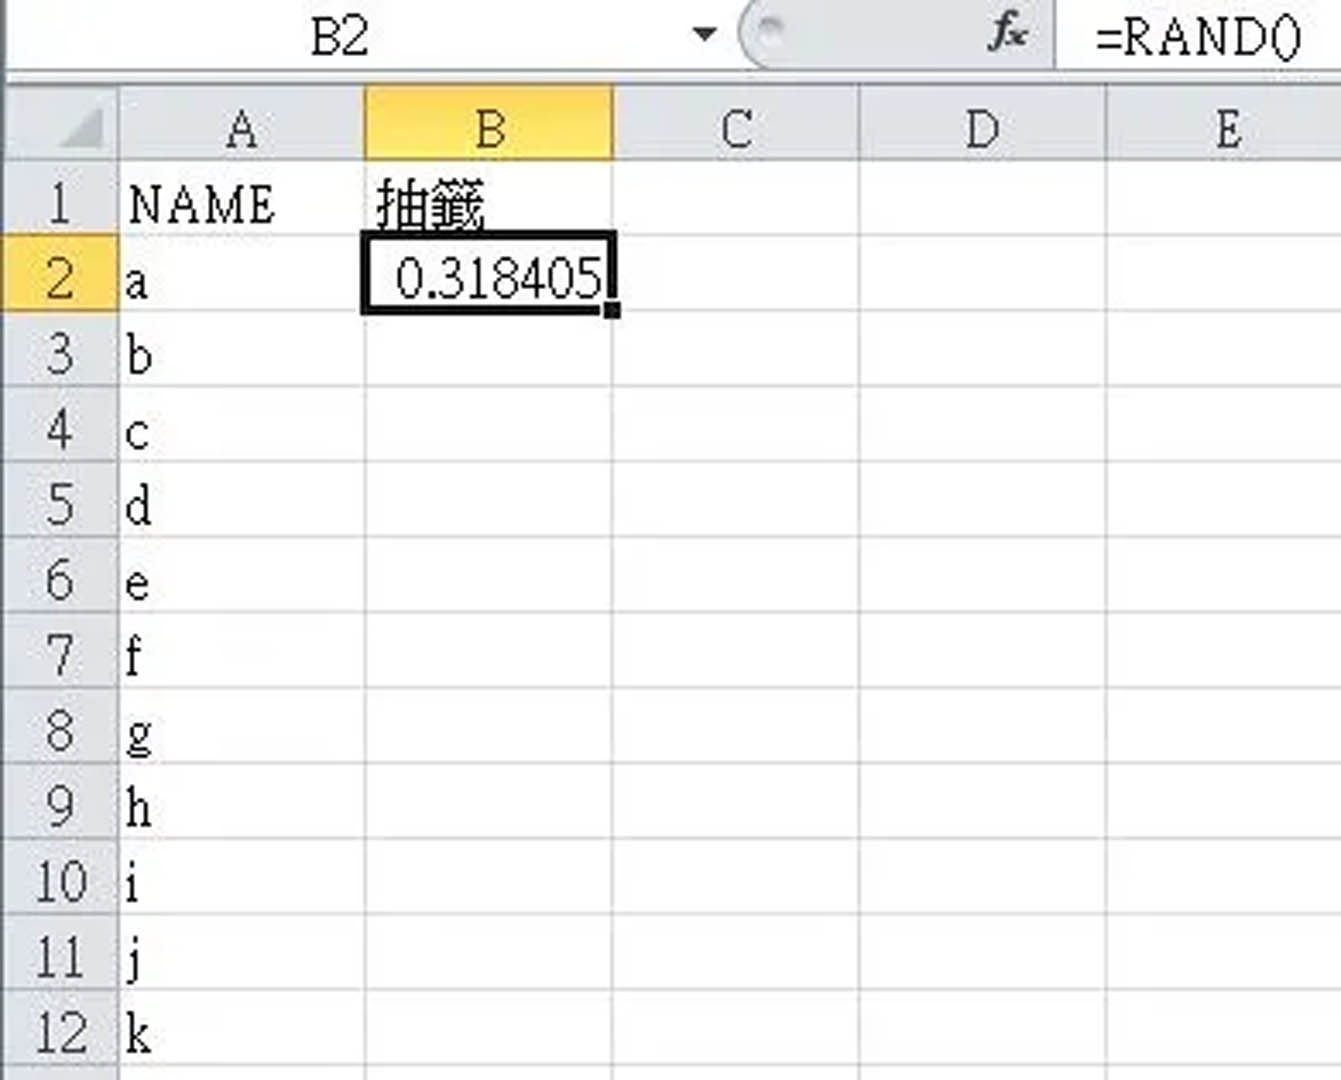 B2 fx =RAND()
A B C D E
1 NAME 抽籤
2 a 0.318405
3 b
4 c
5 d
6 e
7 f
8 g
9 h
10 i
11 j
12 k